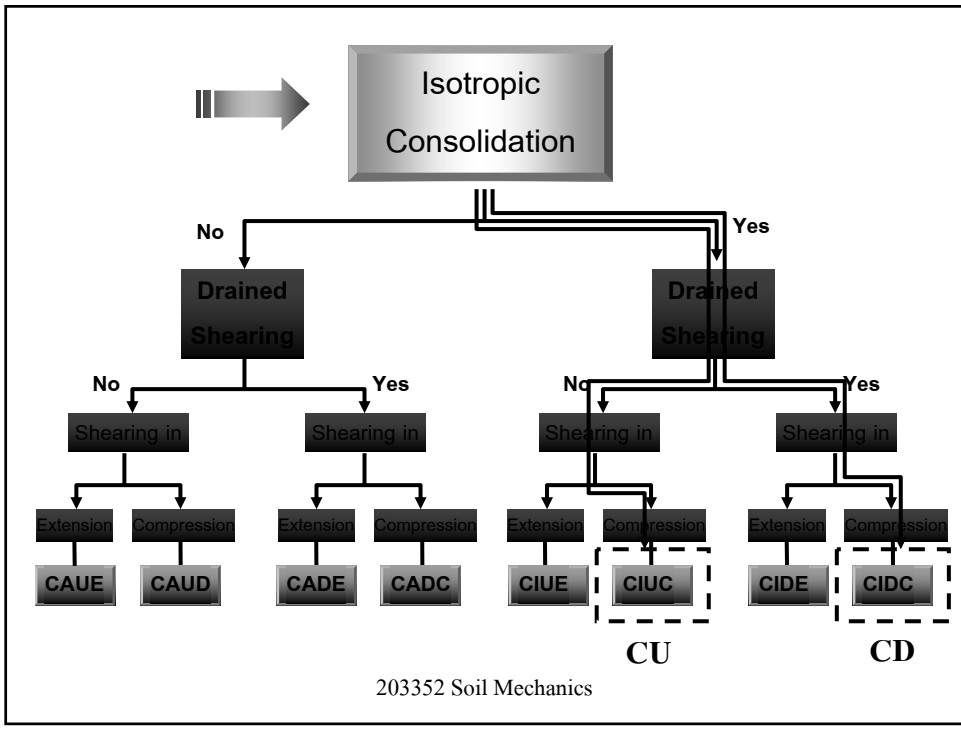 Isotropic
Consolidation
No
Yes
Drained
Shearing
Drained
Shearing
No
Yes
No
Yes
Shearing in
Shearing in
Shearing in
Shearing in
Extension
Compression
Extension
Compression
Extension
Compression
Extension
Compression
CAUE
CAUD
CADE
CADC
CIUE
CIUC
CIDE
CIDC
CU
CD
203352 Soil Mechanics